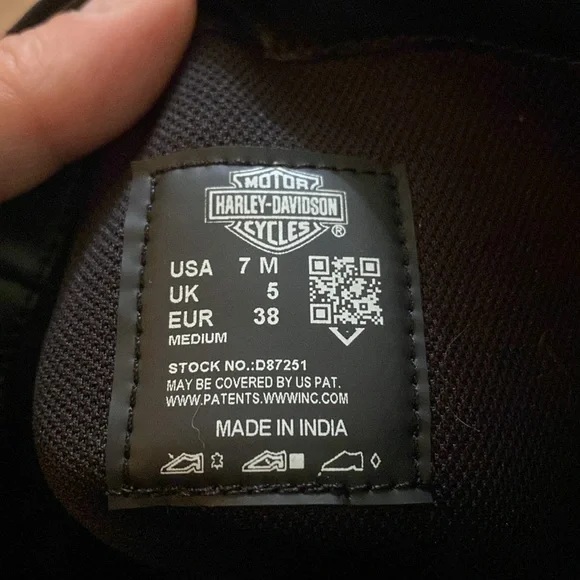 MOTOR
HARLEY-DAVIDSON
CYCLES ®
USA 7 M
UK 5
EUR 38
MEDIUM
STOCK NO.:D87251
MAY BE COVERED BY US PAT.
WWW.PATENTS.WWWINC.COM
MADE IN INDIA